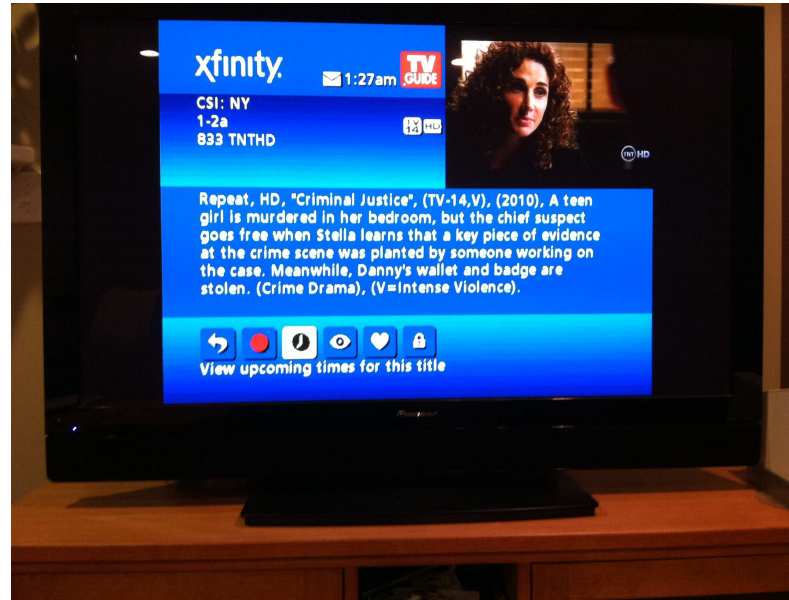 xfinity.
1:27am
TV
GUIDE
CSI: NY
1-2a
TV
14
HD
833 TNTHD
TNT HD
Repeat, HD, "Criminal Justice", (TV-14,V), (2010), A teen
girl is murdered in her bedroom, but the chief suspect
goes free when Stella learns that a key piece of evidence
at the crime scene was planted by someone working on
the case. Meanwhile, Danny's wallet and badge are
stolen. (Crime Drama), (V=Intense Violence).
View upcoming times for this title
Pioneer